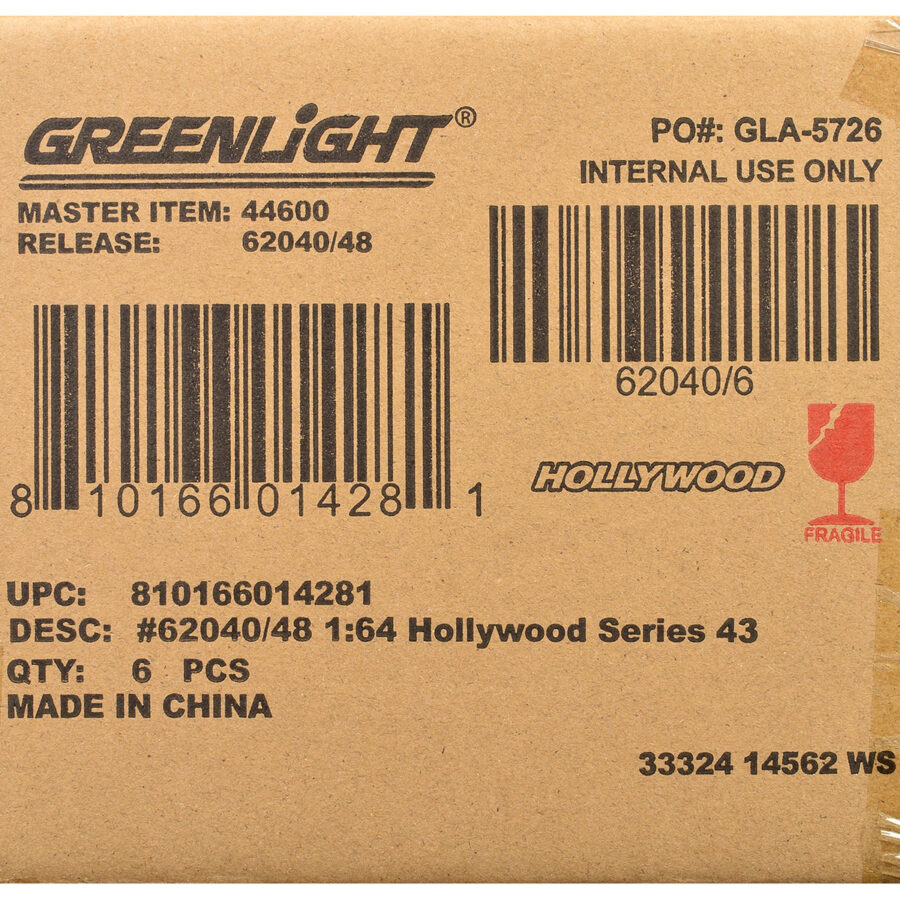 GREENLiGHT®
MASTER ITEM: 44600
RELEASE: 62040/48
PO#: GLA-5726
INTERNAL USE ONLY
62040/6
8 10166 01428 1
HOLLYWOOD
FRAGILE
UPC: 810166014281
DESC: #62040/48 1:64 Hollywood Series 43
QTY: 6 PCS
MADE IN CHINA
33324 14562 WS